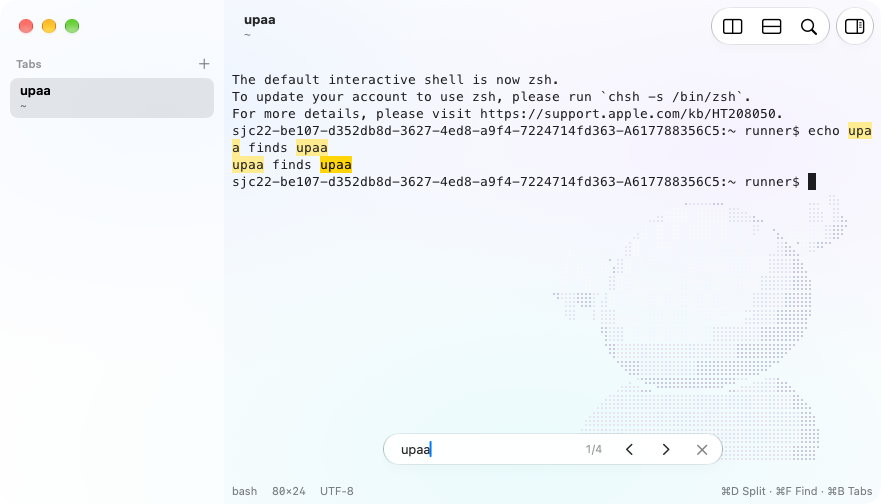 upaa
~
Tabs
upaa
~
The default interactive shell is now zsh.
To update your account to use zsh, please run `chsh -s /bin/zsh`.
For more details, please visit https://support.apple.com/kb/HT208050.
sjc22-be107-d352db8d-3627-4ed8-a9f4-7224714fd363-A617788356C5:~ runner$ echo upa
a finds upaa
upaa finds upaa
sjc22-be107-d352db8d-3627-4ed8-a9f4-7224714fd363-A617788356C5:~ runner$
upaa 1/4
bash 80×24 UTF-8 ⌘D Split · ⌘F Find · ⌘B Tabs